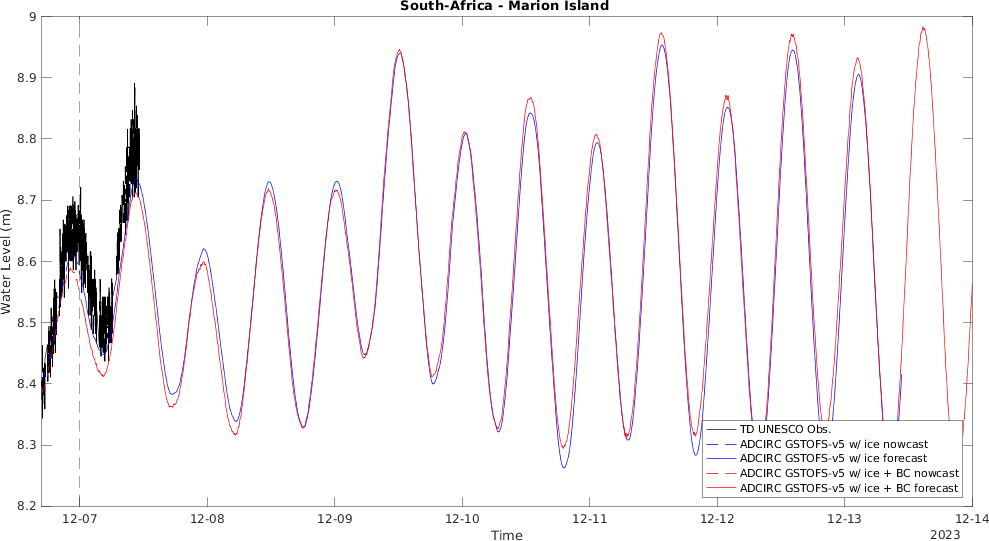 South-Africa - Marion Island
9
8.9
8.8
8.7
8.6
8.5
8.4
8.3
8.2
Water Level (m)
TD UNESCO Obs.
ADCIRC GSTOFS-v5 w/ ice nowcast
ADCIRC GSTOFS-v5 w/ ice forecast
ADCIRC GSTOFS-v5 w/ ice + BC nowcast
ADCIRC GSTOFS-v5 w/ ice + BC forecast
12-07 12-08 12-09 12-10 12-11 12-12 12-13 12-14
Time
2023